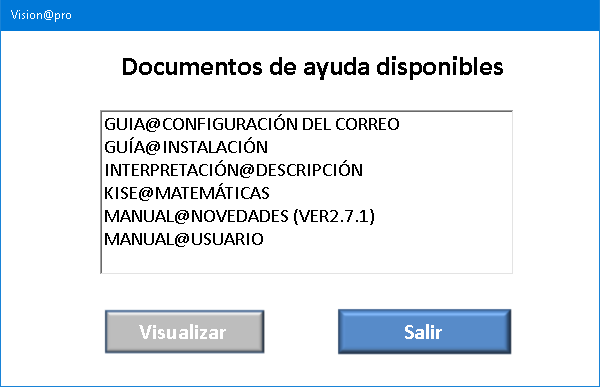 Vision@pro
Documentos de ayuda disponibles
GUIA@CONFIGURACIÓN DEL CORREO
GUÍA@INSTALACIÓN
INTERPRETACIÓN@DESCRIPCIÓN
KISE@MATEMÁTICAS
MANUAL@NOVEDADES (VER2.7.1)
MANUAL@USUARIO
Visualizar
Salir